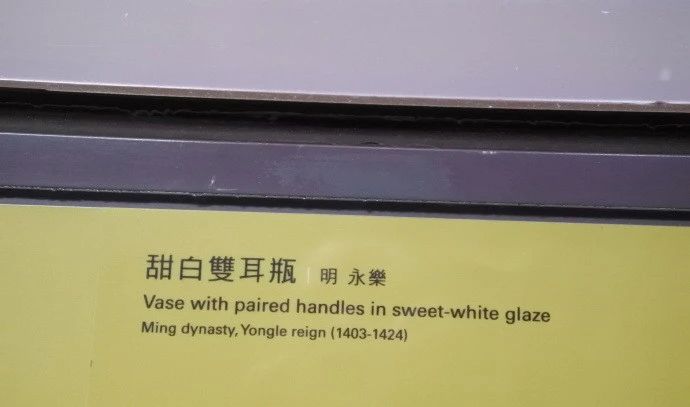 甜白雙耳瓶 | 明 永樂
Vase with paired handles in sweet-white glaze
Ming dynasty, Yongle reign (1403-1424)